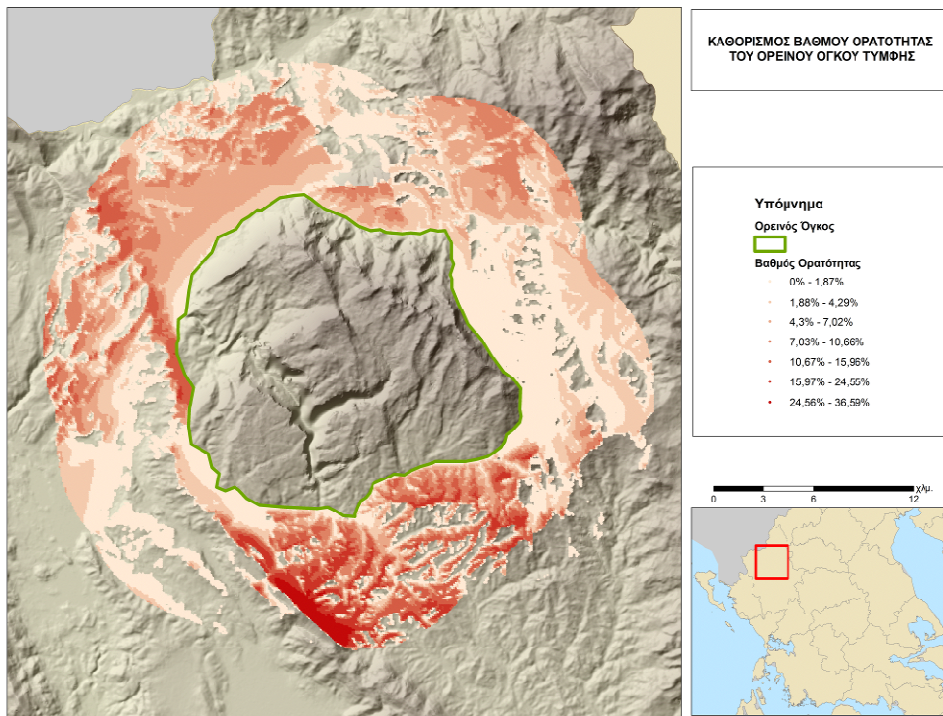 ΚΑΘΟΡΙΣΜΟΣ ΒΑΘΜΟΥ ΟΡΑΤΟΤΗΤΑΣ
ΤΟΥ ΟΡΕΙΝΟΥ ΟΓΚΟΥ ΤΥΜΦΗΣ
Υπόμνημα
Ορεινός Όγκος
Βαθμός Ορατότητας
0% - 1,87%
1,88% - 4,29%
4,3% - 7,02%
7,03% - 10,66%
10,67% - 15,96%
15,97% - 24,55%
24,56% - 36,59%
χλμ.
0 3 6 12